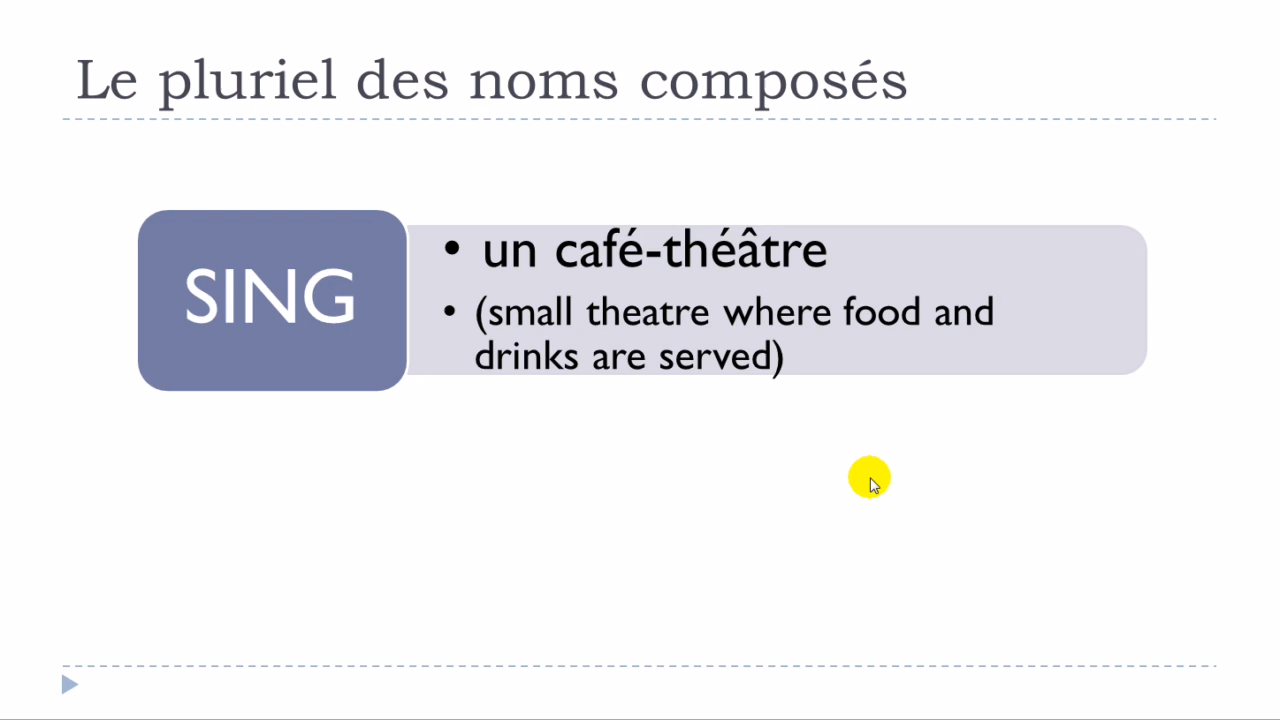 Le pluriel des noms composés
SING
• un café-théâtre
• (small theatre where food and
drinks are served)